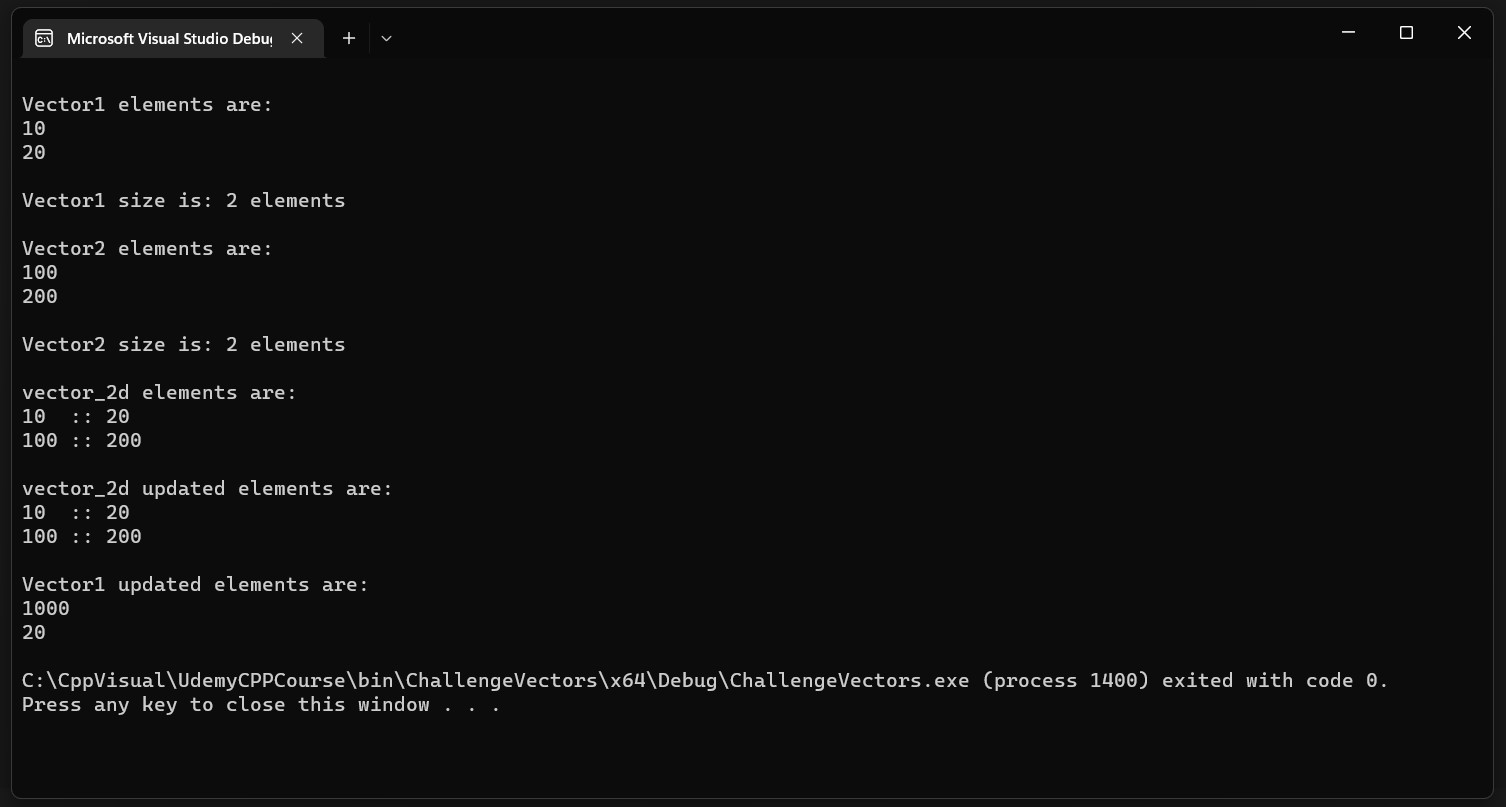 Microsoft Visual Studio Debug
Vector1 elements are:
10
20
Vector1 size is: 2 elements
Vector2 elements are:
100
200
Vector2 size is: 2 elements
vector_2d elements are:
10  :: 20
100 :: 200
vector_2d updated elements are:
10  :: 20
100 :: 200
Vector1 updated elements are:
1000
20
C:\CppVisual\UdemyCPPCourse\bin\ChallengeVectors\x64\Debug\ChallengeVectors.exe (process 1400) exited with code 0.
Press any key to close this window . . .